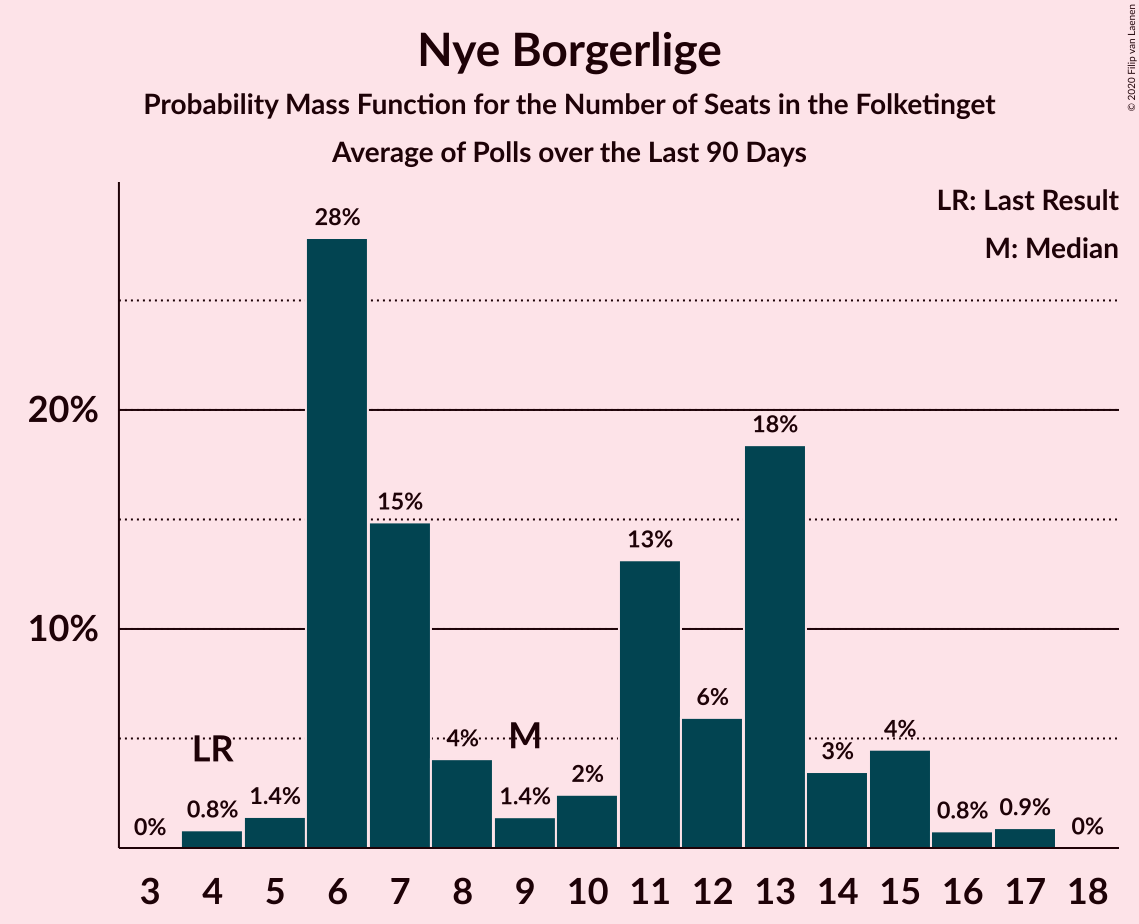 Nye Borgerlige
Probability Mass Function for the Number of Seats in the Folketinget
Average of Polls over the Last 90 Days
© 2020 Filip van Laenen
LR: Last Result
M: Median
20%
10%
0%
0.8%
1.4%
28%
15%
4%
1.4%
2%
13%
6%
18%
3%
4%
0.8%
0.9%
0%
LR
M
3 4 5 6 7 8 9 10 11 12 13 14 15 16 17 18